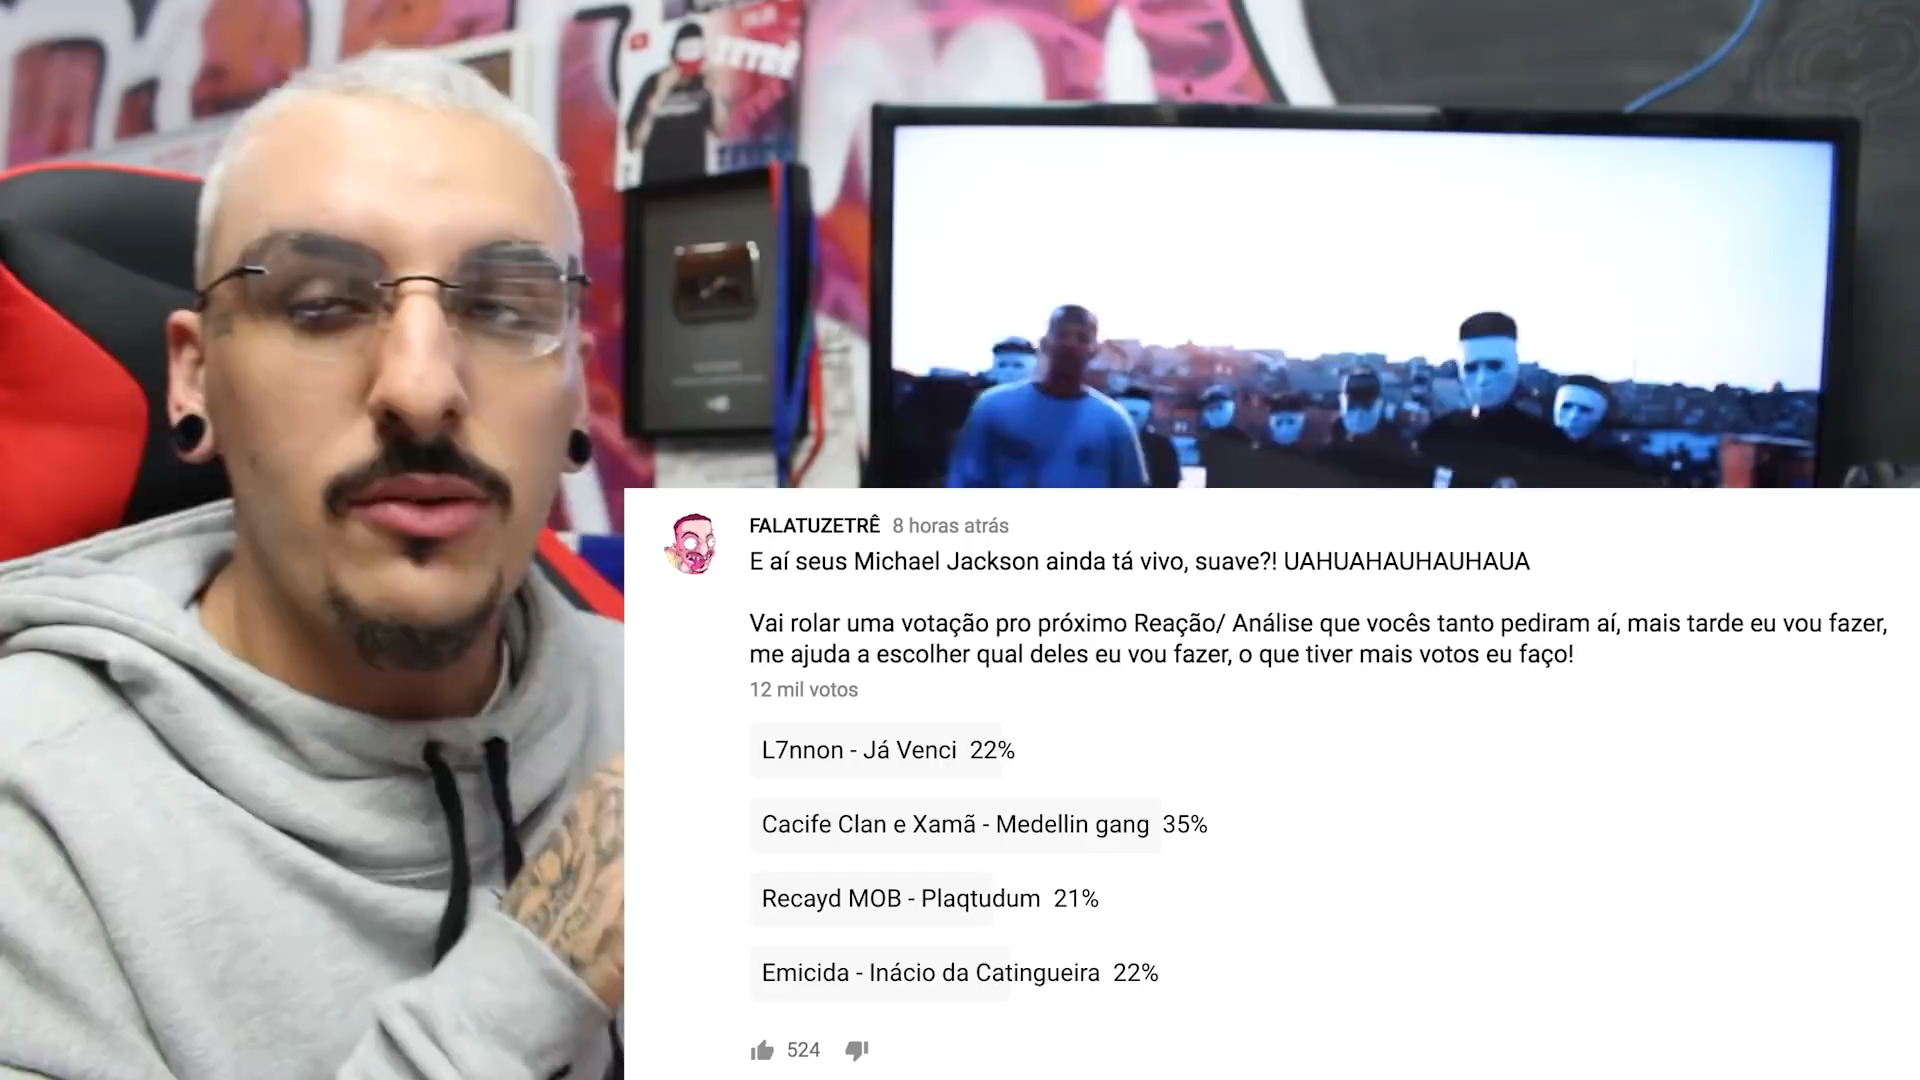 ZETRÊ
FALATUZETRÊ 8 horas atrás
E aí seus Michael Jackson ainda tá vivo, suave?! UAHUAHAUHAUHAUA
Vai rolar uma votação pro próximo Reação/ Análise que vocês tanto pediram aí, mais tarde eu vou fazer,
me ajuda a escolher qual deles eu vou fazer, o que tiver mais votos eu faço!
12 mil votos
L7nnon - Já Venci 22%
Cacife Clan e Xamã - Medellin gang 35%
Recayd MOB - Plaqtudum 21%
Emicida - Inácio da Catingueira 22%
524